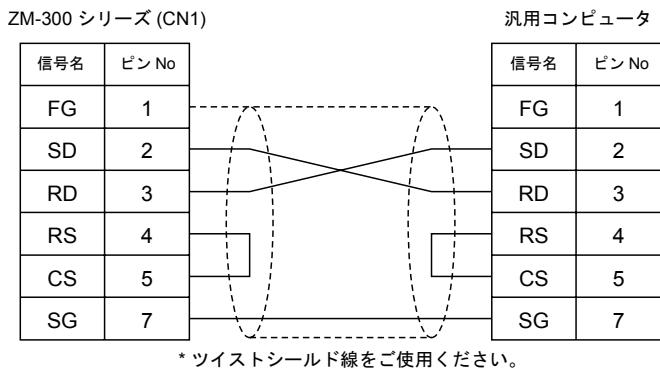 ZM-300 シリーズ (CN1) 汎用コンピュータ
信号名 ピン No 信号名 ピン No
FG 1 FG 1
SD 2 SD 2
RD 3 RD 3
RS 4 RS 4
CS 5 CS 5
SG 7 SG 7
* ツイストシールド線をご使用ください。